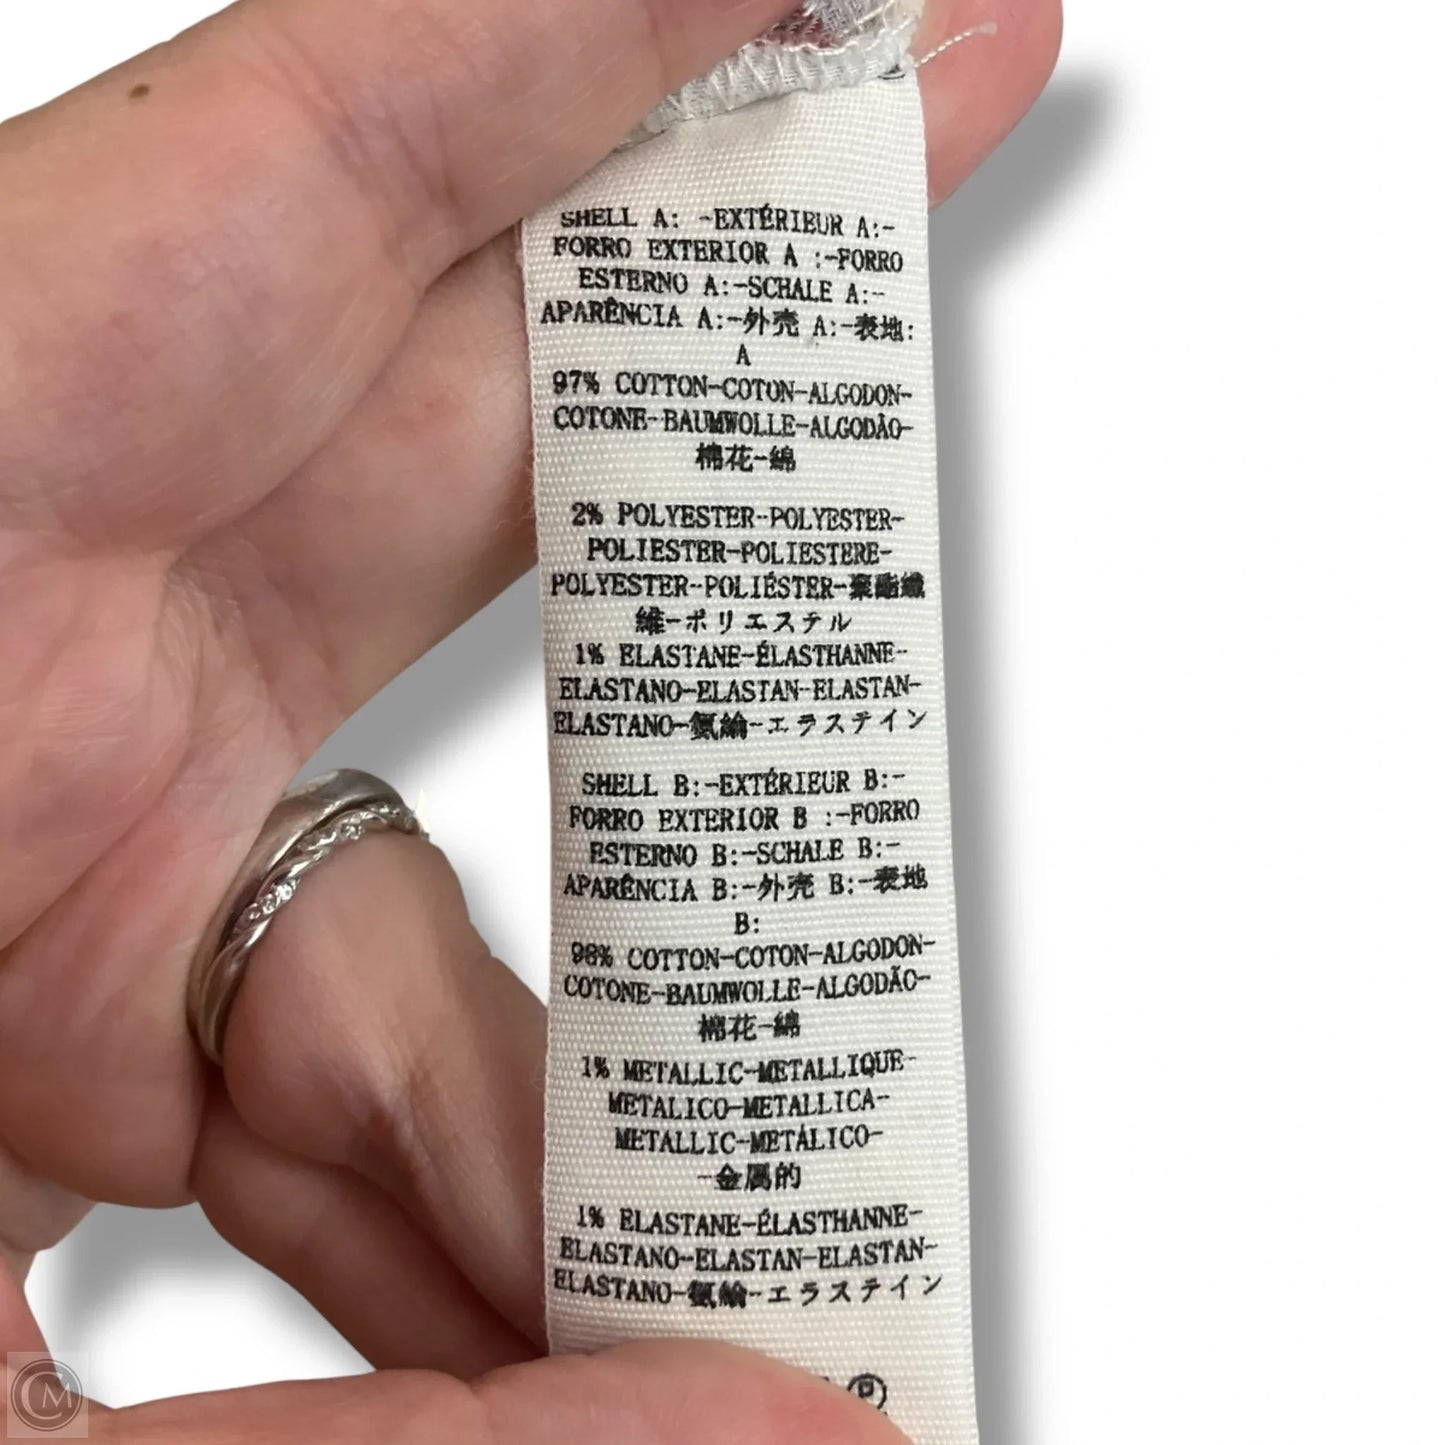 SHELL A: -EXTÉRIEUR A:-
FORRO EXTERIOR A :-FORRO
ESTERNO A:-SCHALE A:-
APARÊNCIA A:-外壳 A:-表地:
A
97% COTTON-COTON-ALGODON-
COTONE-BAUMWOLLE-ALGODÃO-
棉花-綿
2% POLYESTER-POLYESTER-
POLIESTER-POLIESTERE-
POLYESTER-POLIÉSTER-聚酯纖
維-ポリエステル
1% ELASTANE-ÉLASTHANNE-
ELASTANO-ELASTAN-ELASTAN-
ELASTANO-氨綸-エラステイン
SHELL B:-EXTÉRIEUR B:-
FORRO EXTERIOR B :-FORRO
ESTERNO B:-SCHALE B:-
APARÊNCIA B:-外壳 B:-表地
B:
98% COTTON-COTON-ALGODON-
COTONE-BAUMWOLLE-ALGODÃO-
棉花-綿
1% METALLIC-METALLIQUE-
METALICO-METALLICA-
METALLIC-METÁLICO-
-金属的
1% ELASTANE-ÉLASTHANNE-
ELASTANO-ELASTAN-ELASTAN-
ELASTANO-氨綸-エラステイン
P
CM